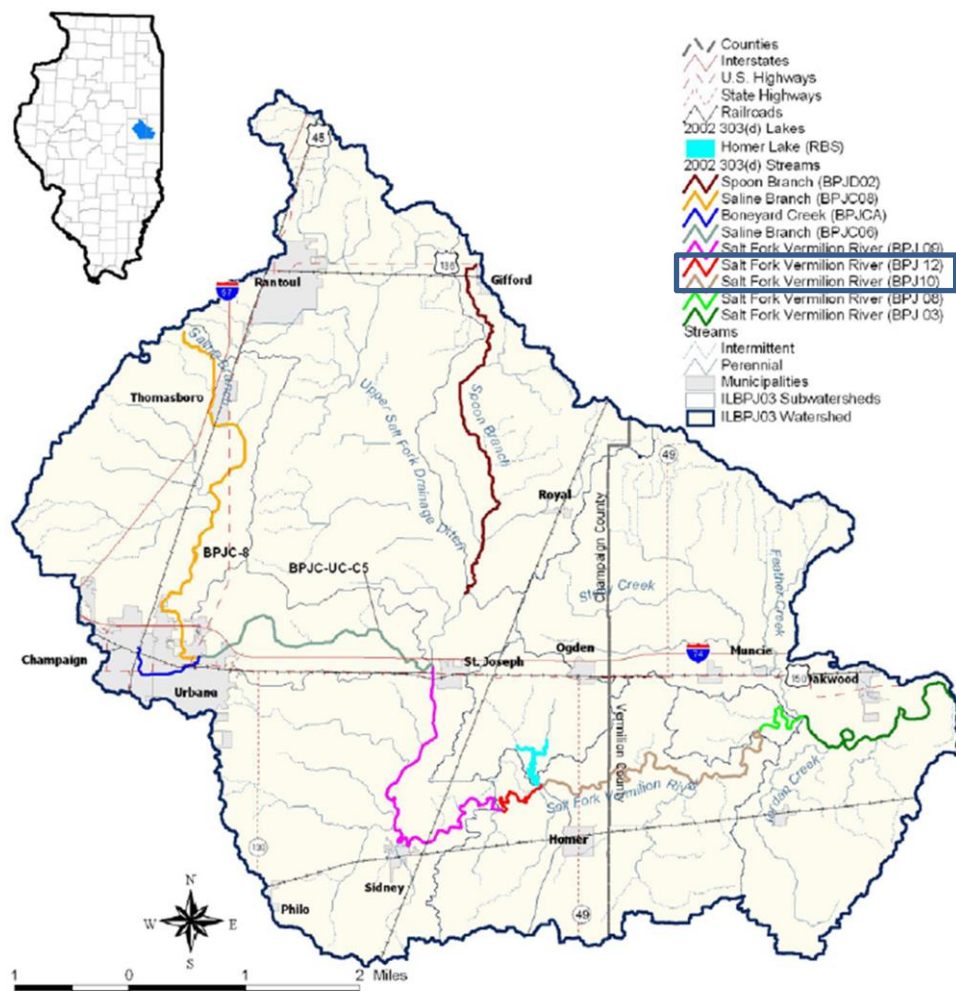 Counties
Interstates
U.S. Highways
State Highways
Railroads
2002 303(d) Lakes
Homer Lake (RBS)
2002 303(d) Streams
Spoon Branch (BPJD02)
Saline Branch (BPJC08)
Boneyard Creek (BPJCA)
Saline Branch (BPJC06)
Salt Fork Vermilion River (BPJ 09)
Salt Fork Vermilion River (BPJ 12)
Salt Fork Vermilion River (BPJ10)
Salt Fork Vermilion River (BPJ 08)
Salt Fork Vermilion River (BPJ 03)
Streams
Intermittent
Perennial
Municipalities
ILBPJ03 Subwatersheds
ILBPJ03 Watershed
45
136
Gifford
Rantoul
57
Saline Branch
Thomasboro
Upper Salt Fork Drainage Ditch
Spoon Branch
49
Royal
Champaign County
BPJC-8
BPJC-UC-C5
Stony Creek
Feather Creek
Champaign
Urbana
St. Joseph
Ogden
74
Muncie
150
Oakwood
Vermilion County
Salt Fork Vermilion River
Jordan Creek
Homer
130
Sidney
49
Philo
N
W E
S
1 0 1 2 Miles